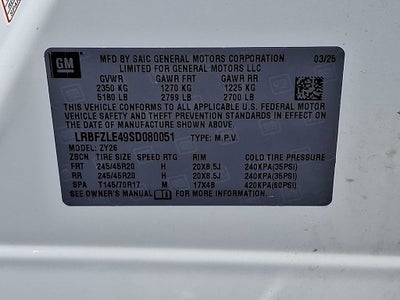 GM
MFD BY SAIC GENERAL MOTORS CORPORATION 03/25
LIMITED FOR GENERAL MOTORS LLC
GVWR GAWR FRT GAWR RR
2350 KG 1270 KG 1225 KG
5180 LB 2799 LB 2700 LB
THIS VEHICLE CONFORMS TO ALL APPLICABLE U.S. FEDERAL MOTOR
VEHICLE SAFETY AND THEFT PREVENTION STANDARDS IN EFFECT ON THE
DATE OF MANUFACTURE SHOWN ABOVE.
LRBFZLE49SD080051 TYPE: M.P.V.
MODEL: ZY26
ZBCN TIRE SIZE SPEED RTG RIM COLD TIRE PRESSURE
FRT 245/45R20 H 20X8.5J 240KPA(35PSI)
RR 245/45R20 H 20X8.5J 240KPA(35PSI)
SPA T145/70R17 M 17X4B 420KPA(60PSI)
SEE OWNER'S MANUAL FOR MORE INFORMATION.